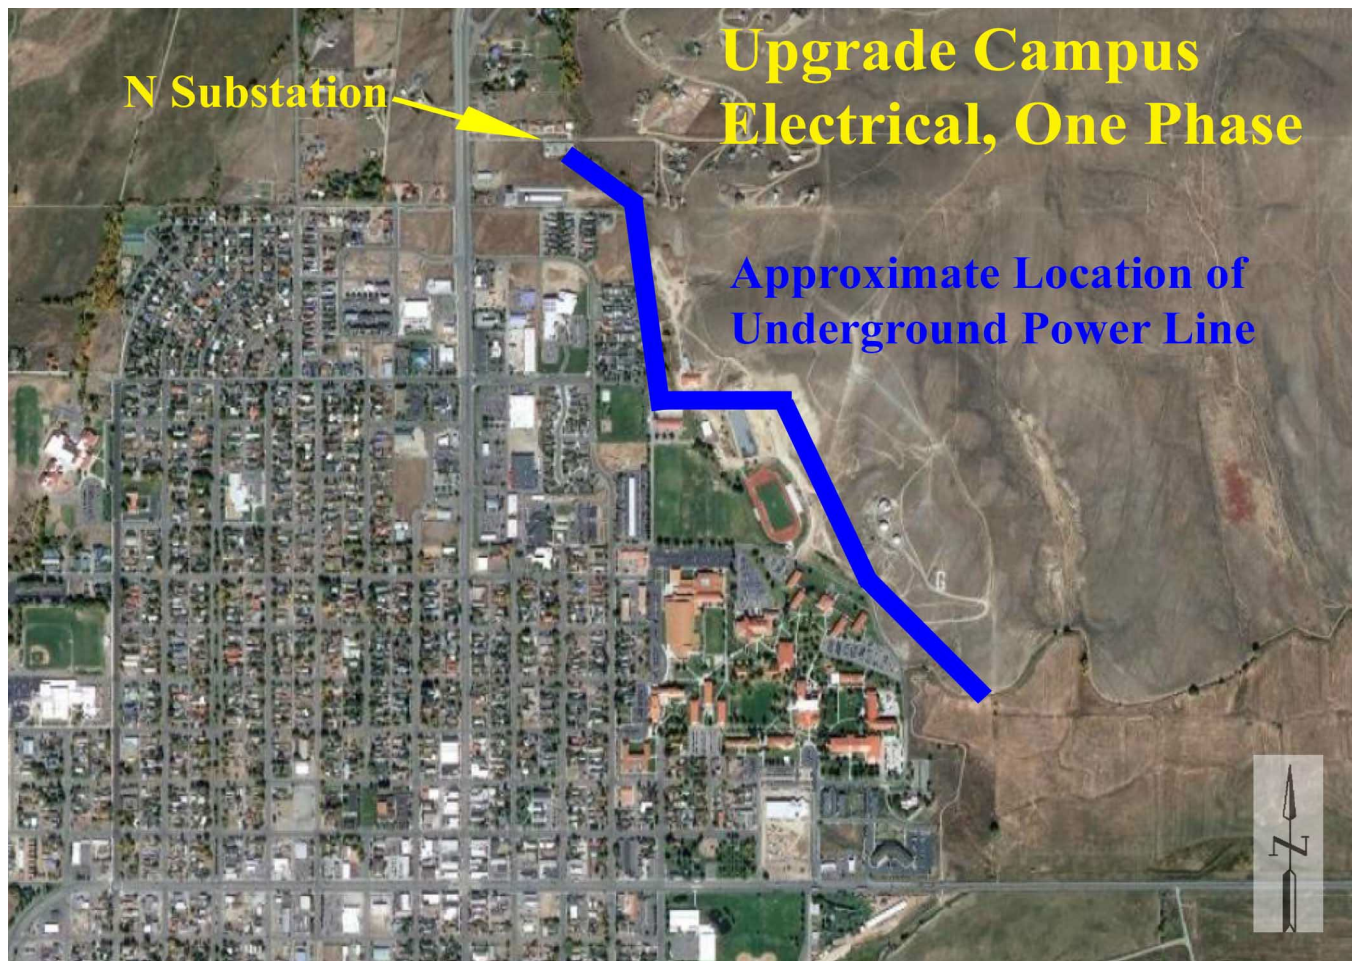 Upgrade Campus
Electrical, One Phase
N Substation
Approximate Location of
Underground Power Line
G
N